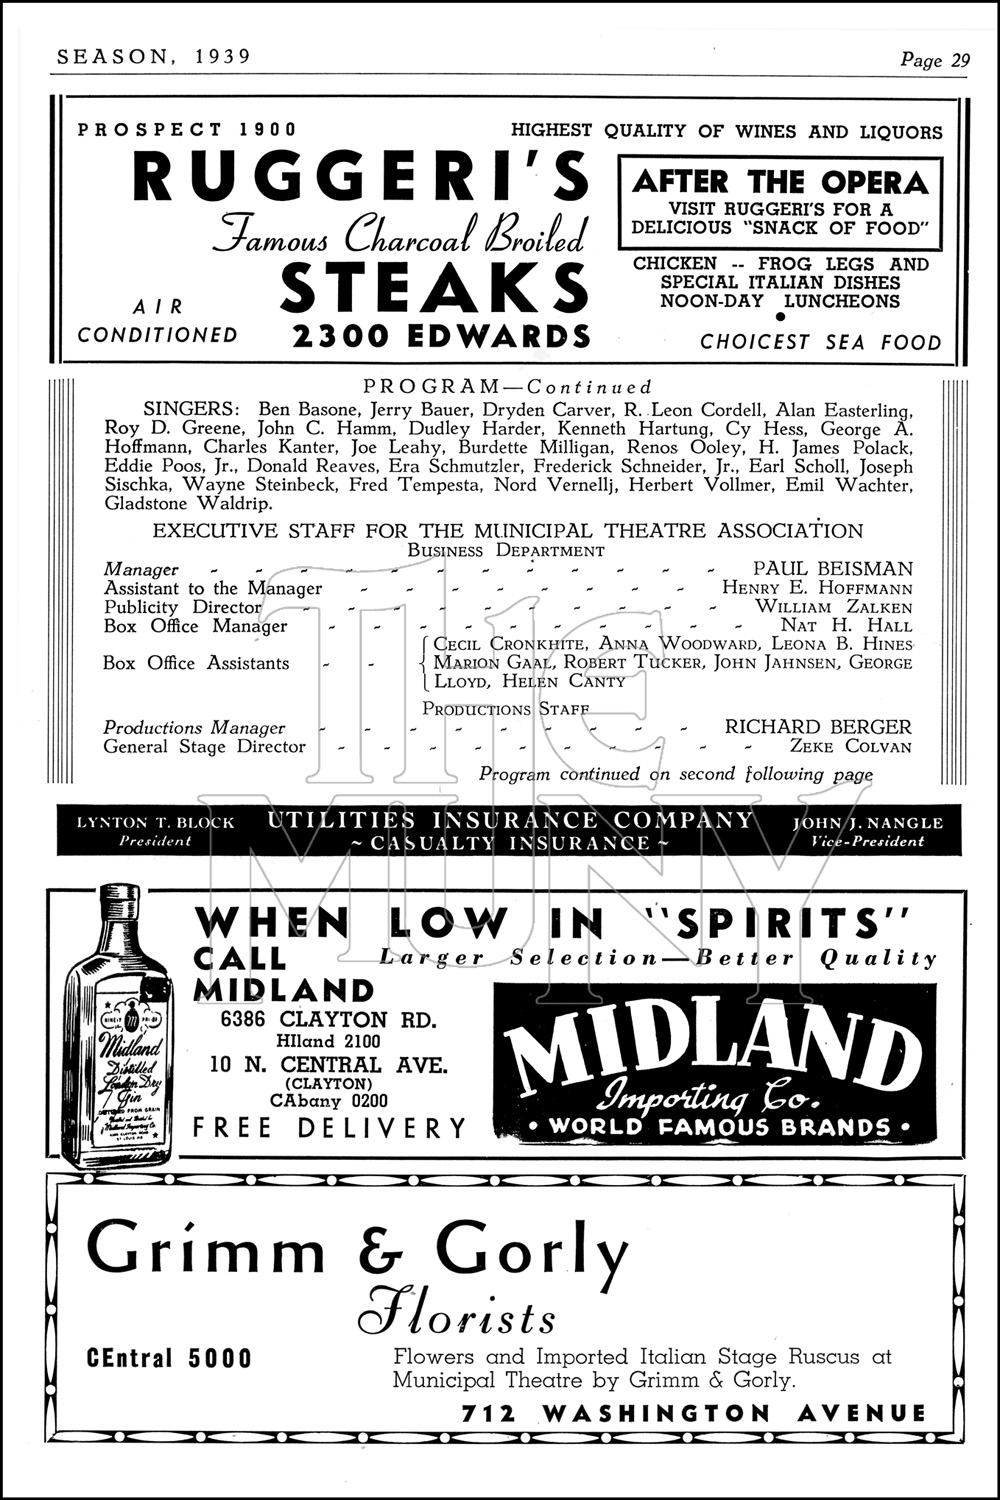 SEASON, 1939
Page 29
PROSPECT 1900
HIGHEST QUALITY OF WINES AND LIQUORS
RUGGERI'S
Famous Charcoal Broiled
STEAKS
2300 EDWARDS
AIR
CONDITIONED
AFTER THE OPERA
VISIT RUGGERI'S FOR A
DELICIOUS "SNACK OF FOOD"
CHICKEN -- FROG LEGS AND
SPECIAL ITALIAN DISHES
NOON-DAY LUNCHEONS
•
CHOICEST SEA FOOD
PROGRAM—Continued
SINGERS: Ben Basone, Jerry Bauer, Dryden Carver, R. Leon Cordell, Alan Easterling,
Roy D. Greene, John C. Hamm, Dudley Harder, Kenneth Hartung, Cy Hess, George A.
Hoffmann, Charles Kanter, Joe Leahy, Burdette Milligan, Renos Ooley, H. James Polack,
Eddie Poos, Jr., Donald Reaves, Era Schmutzler, Frederick Schneider, Jr., Earl Scholl, Joseph
Sischka, Wayne Steinbeck, Fred Tempesta, Nord Vernellj, Herbert Vollmer, Emil Wachter,
Gladstone Waldrip.
EXECUTIVE STAFF FOR THE MUNICIPAL THEATRE ASSOCIATION
BUSINESS DEPARTMENT
Manager - - - - - - - - - - - - PAUL BEISMAN
Assistant to the Manager - - - - - - - - - HENRY E. HOFFMANN
Publicity Director - - - - - - - - - - WILLIAM ZALKEN
Box Office Manager - - - - - - - - - - NAT H. HALL
Box Office Assistants - - { CECIL CRONKHITE, ANNA WOODWARD, LEONA B. HINES
MARION GAAL, ROBERT TUCKER, JOHN JAHNSEN, GEORGE
LLOYD, HELEN CANTY
PRODUCTIONS STAFF
Productions Manager - - - - - - - - - RICHARD BERGER
General Stage Director - - - - - - - - - - ZEKE COLVAN
Program continued on second following page
THE
MUNY
LYNTON T. BLOCK
President
UTILITIES INSURANCE COMPANY
~ CASUALTY INSURANCE ~
JOHN J. NANGLE
Vice-President
WHEN LOW IN "SPIRITS"
CALL
Larger Selection—Better Quality
MIDLAND
6386 CLAYTON RD.
HIland 2100
10 N. CENTRAL AVE.
(CLAYTON)
CAbany 0200
FREE DELIVERY
MIDLAND
Importing Co.
• WORLD FAMOUS BRANDS •
Midland
Distilled
London Dry
Gin
DISTILLED FROM GRAIN
Grimm & Gorly
Florists
CEntral 5000
Flowers and Imported Italian Stage Ruscus at
Municipal Theatre by Grimm & Gorly.
712 WASHINGTON AVENUE